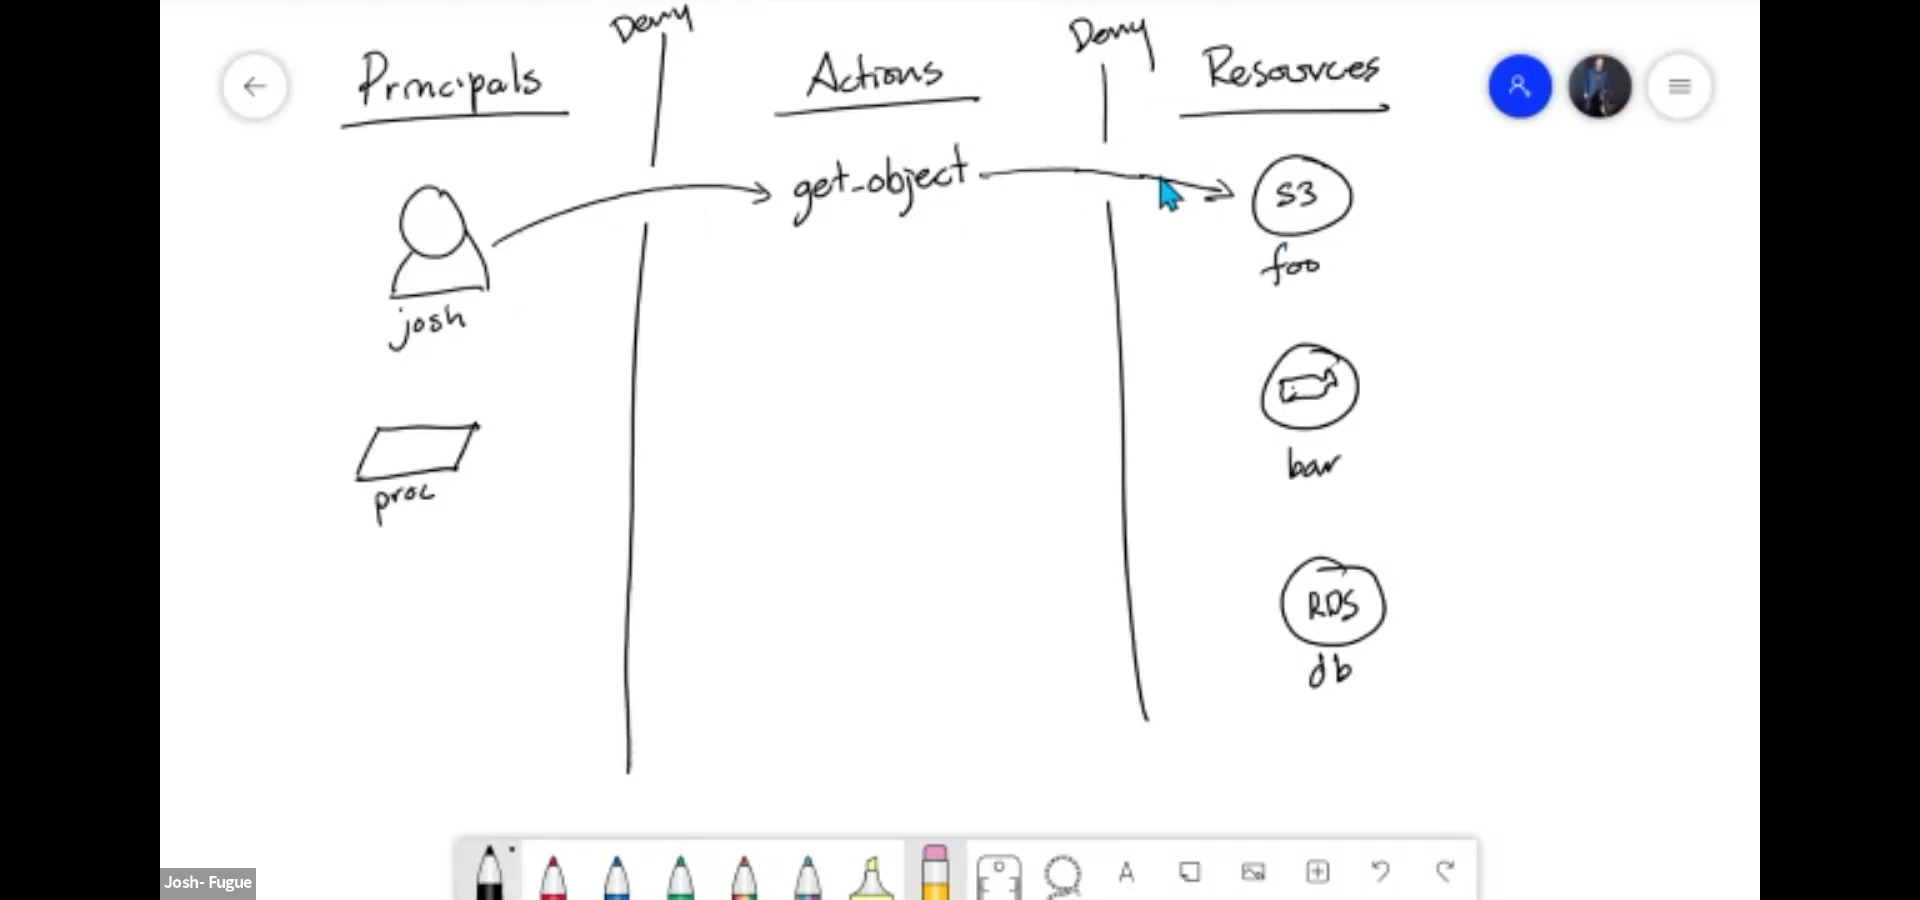 Deny
Deny
Principals
Actions
Resources
get-object
S3
foo
josh
bar
proc
RDS
db
A
Josh- Fugue